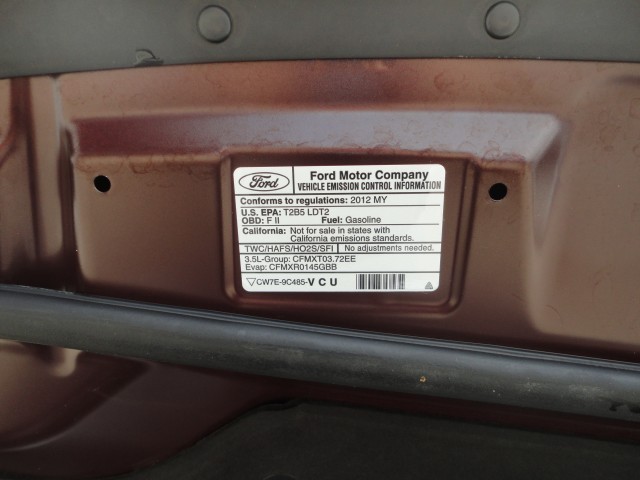 Ford Ford Motor Company
VEHICLE EMISSION CONTROL INFORMATION
Conforms to regulations: 2012 MY
U.S. EPA: T2B5 LDT2
OBD: F II Fuel: Gasoline
California: Not for sale in states with
California emissions standards.
TWC/HAFS/HO2S/SFI No adjustments needed.
3.5L-Group: CFMXT03.72EE
Evap: CFMXR0145GBB
CW7E-9C485-V C U